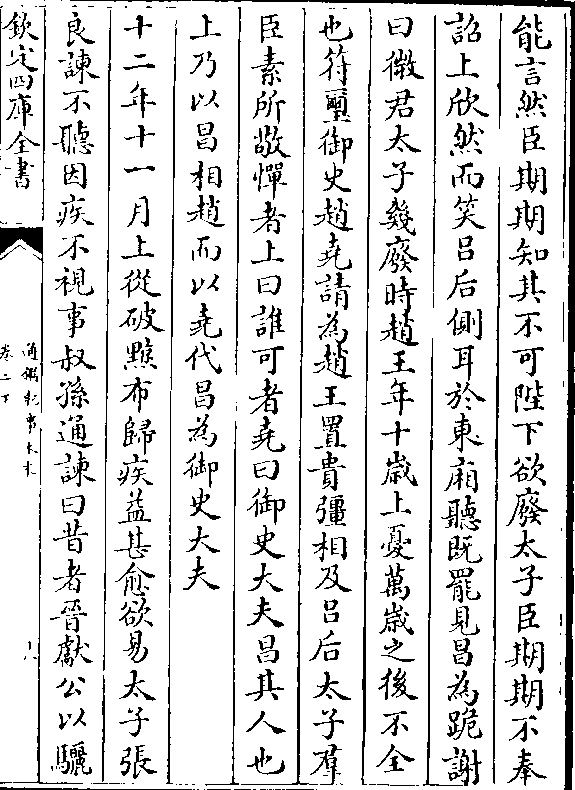 能言然臣期期知其不可陛下欲廢太子臣期期不奉
詔上欣然而笑吕后側耳於東廂聽既罷見昌為跪謝
曰微君太子幾廢時趙王年十歲上憂萬歲之後不全
也符璽御史趙堯請為趙王置貴彊相及吕后太子羣
臣素所敬憚者上曰誰可者堯曰御史大夫昌其人也
上乃以昌相趙而以堯代昌為御史大夫
十二年十一月上從破黥布歸疾益甚愈欲易太子張
良諫不聽因疾不視事叔孫通諫曰昔者晉獻公以驪
欽定四庫全書
通鑑紀事本末
卷二下
十八